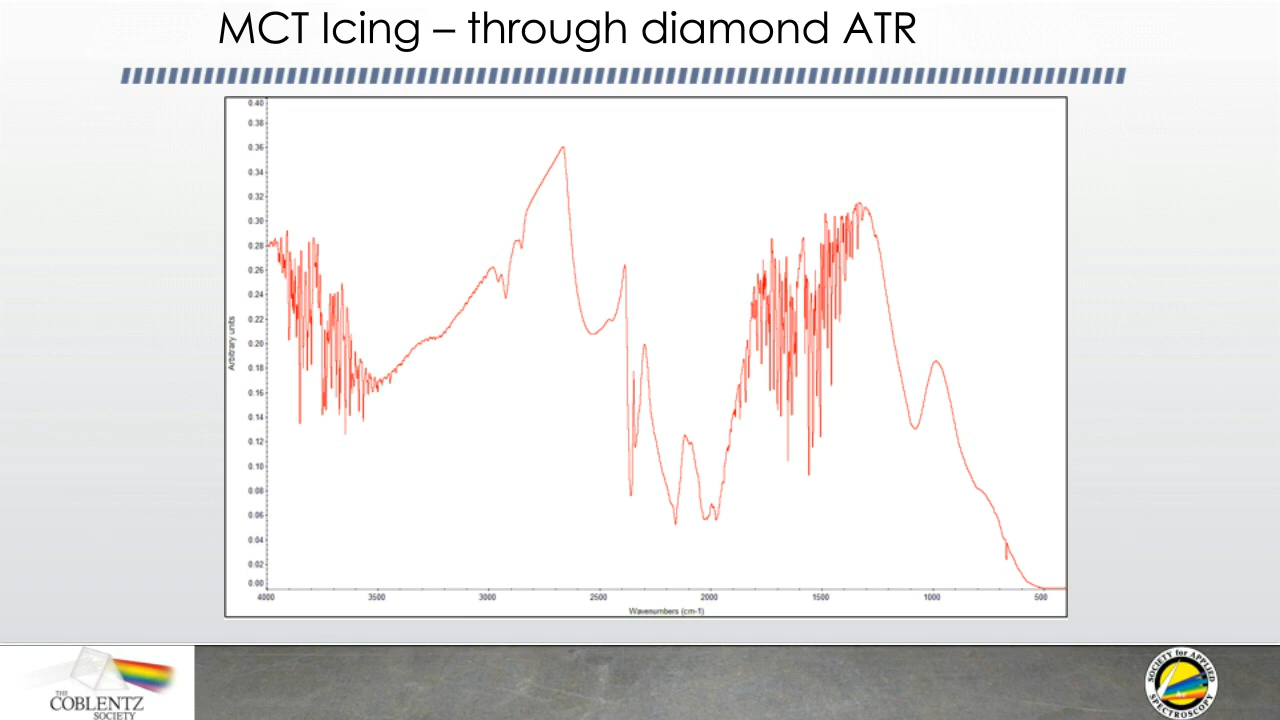 MCT Icing – through diamond ATR
0.40
0.38
0.36
0.34
0.32
0.30
0.28
0.26
0.24
0.22
0.20
0.18
0.16
0.14
0.12
0.10
0.08
0.06
0.04
0.02
0.00
Arbitrary units
4000 3500 3000 2500 2000 1500 1000 500
Wavenumbers (cm-1)
THE
COBLENTZ
SOCIETY
SOCIETY for APPLIED
SPECTROSCOPY